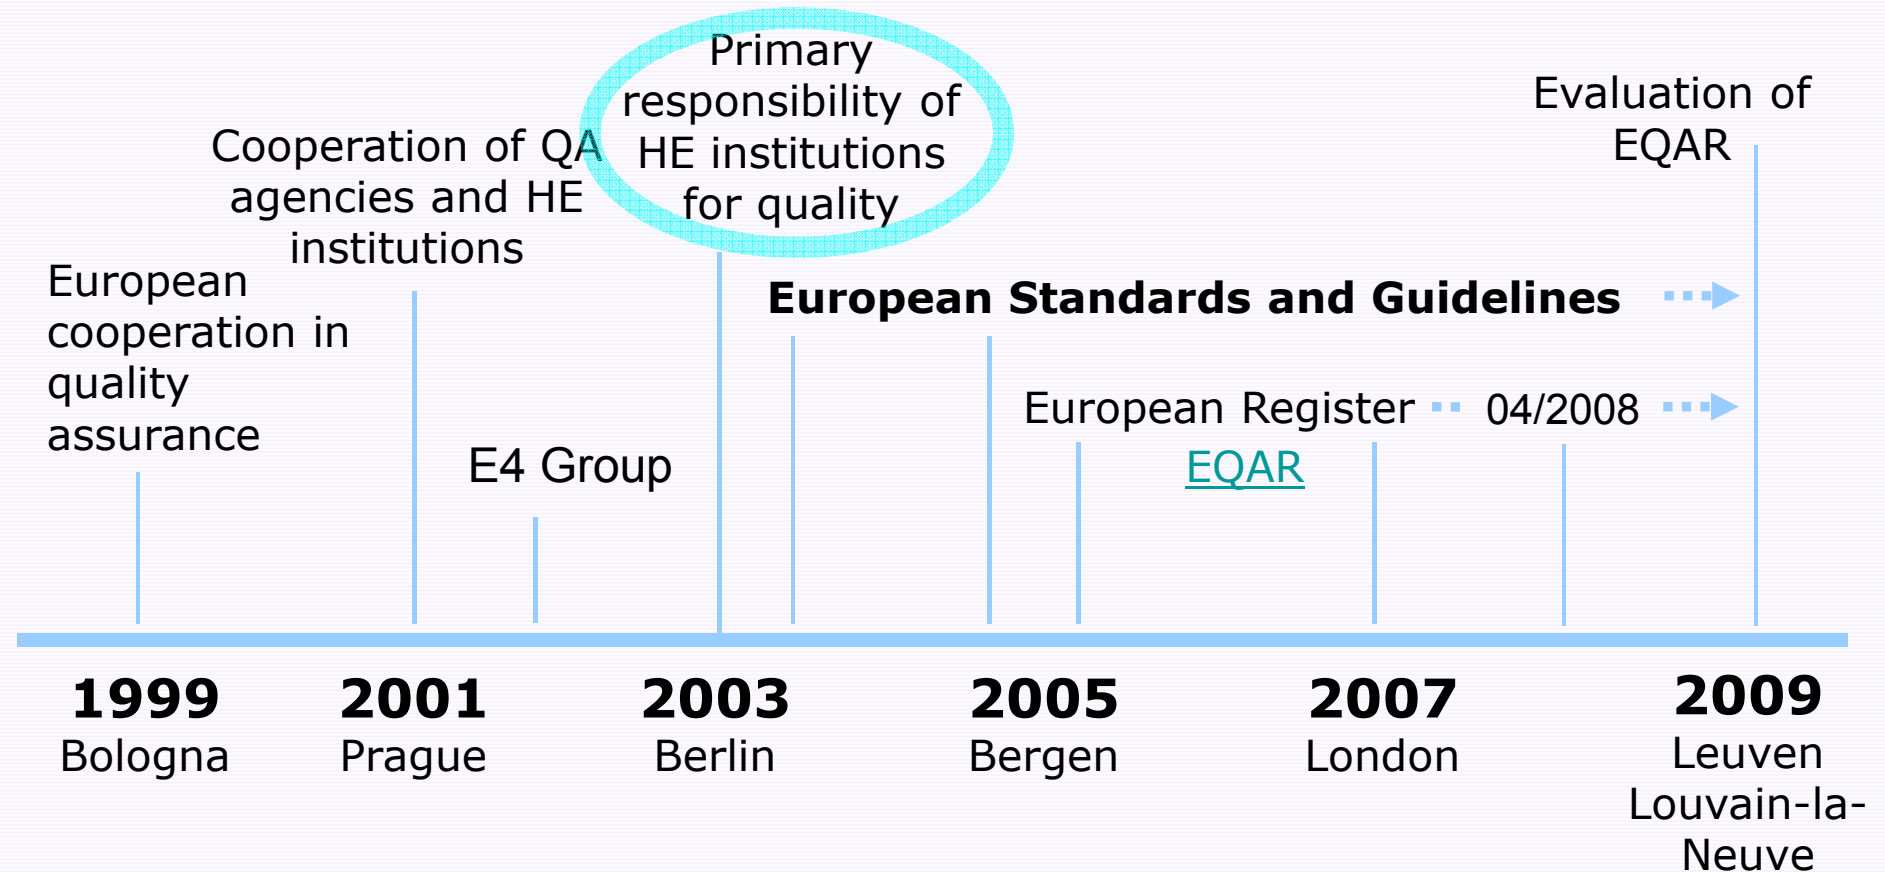 Primary
responsibility of
HE institutions
for quality
Evaluation of
EQAR
Cooperation of QA
agencies and HE
institutions
European
cooperation in
quality
assurance
European Standards and Guidelines
European Register
04/2008
EQAR
E4 Group
1999
Bologna
2001
Prague
2003
Berlin
2005
Bergen
2007
London
2009
Leuven
Louvain-la-
Neuve